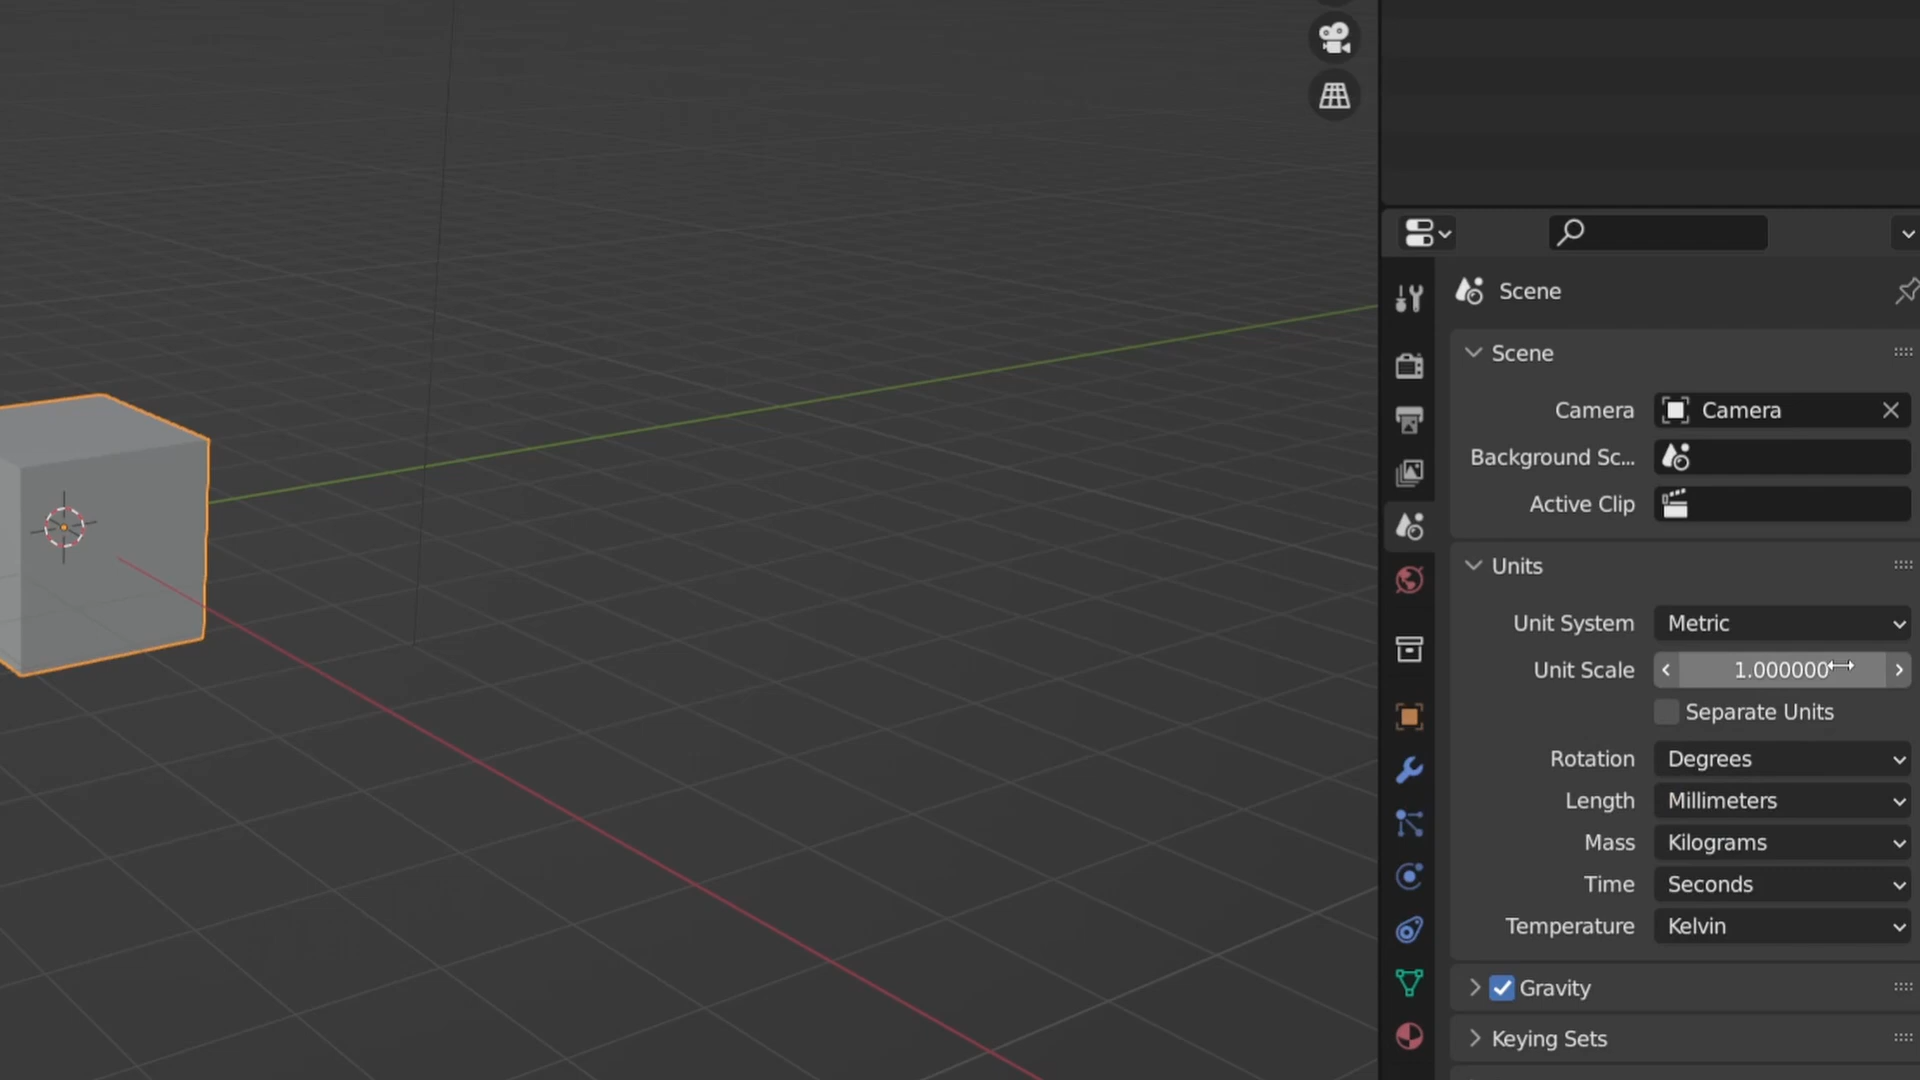 Scene
Scene
Camera Camera
Background Sc...
Active Clip
Units
Unit System Metric
Unit Scale 1.000000
Separate Units
Rotation Degrees
Length Millimeters
Mass Kilograms
Time Seconds
Temperature Kelvin
Gravity
Keying Sets